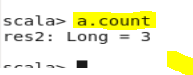 scala> a.count
res2: Long = 3
scala>